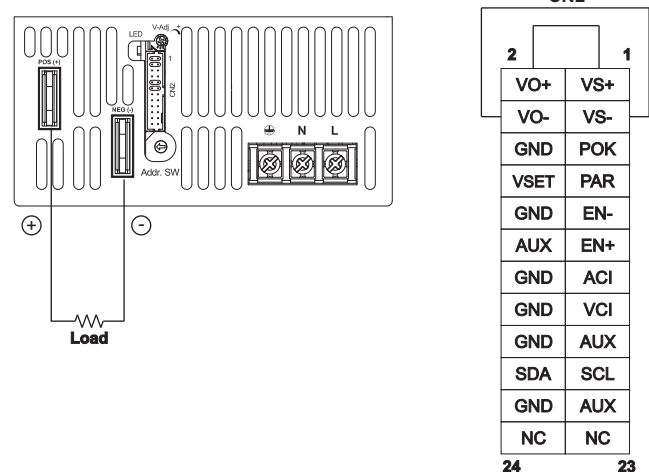 LED
V-Adj. +
POS (+)
1
CN2
NEG (-)
Addr. SW
N L
+ -
Load
2 1
VO+ VS+
VO- VS-
GND POK
VSET PAR
GND EN-
AUX EN+
GND ACI
GND VCI
GND AUX
SDA SCL
GND AUX
NC NC
24 23